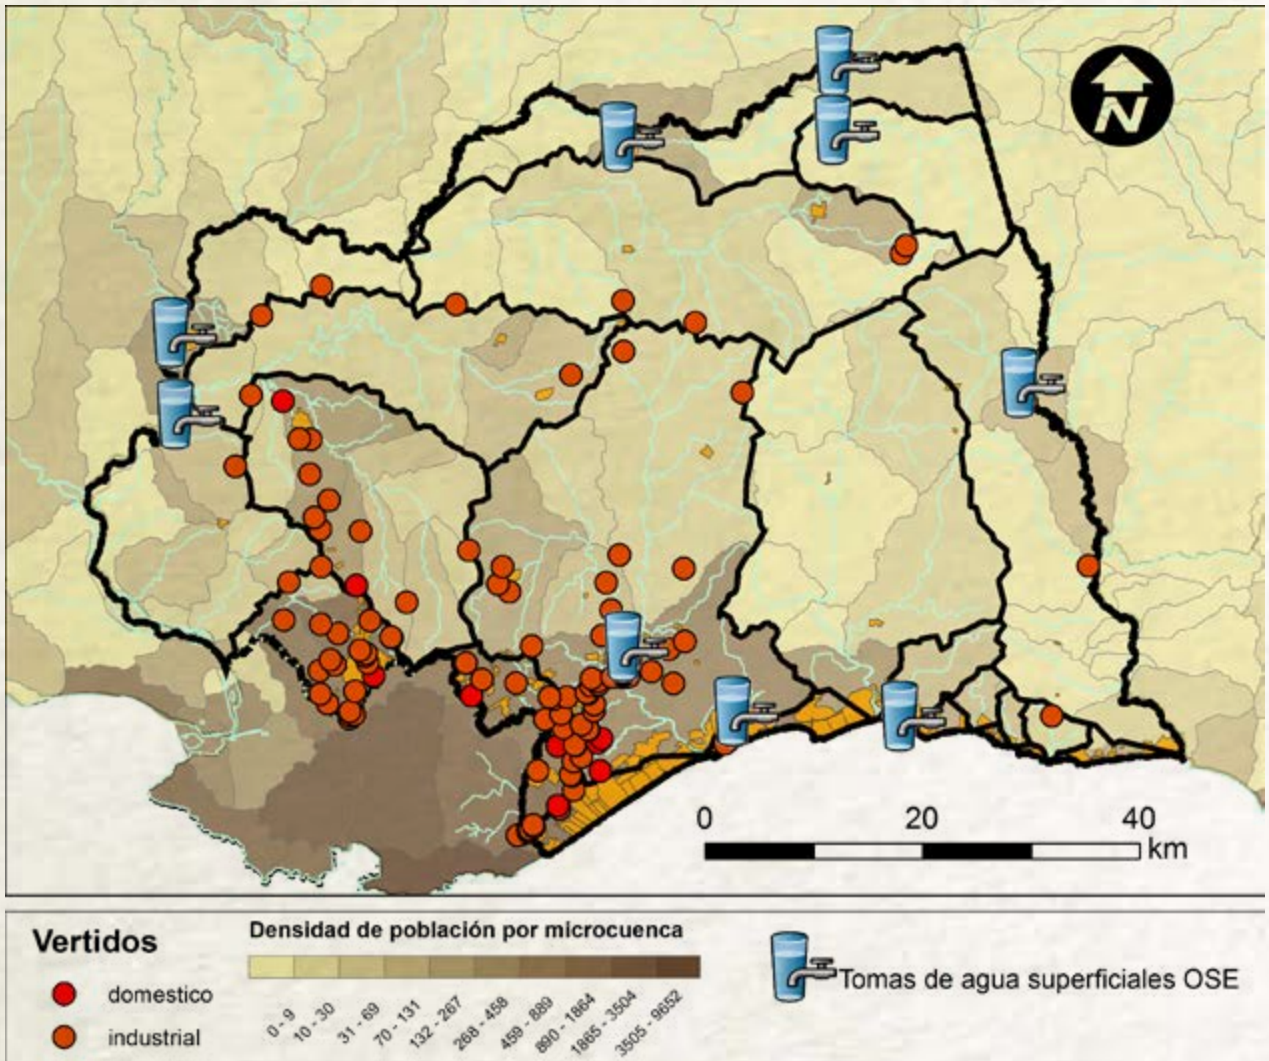 N
0 20 40
km
Vertidos
domestico
industrial
Densidad de población por microcuenca
0 - 9
10 - 30
31 - 69
70 - 131
132 - 267
268 - 458
459 - 889
890 - 1864
1865 - 3504
3505 - 9652
Tomas de agua superficiales OSE